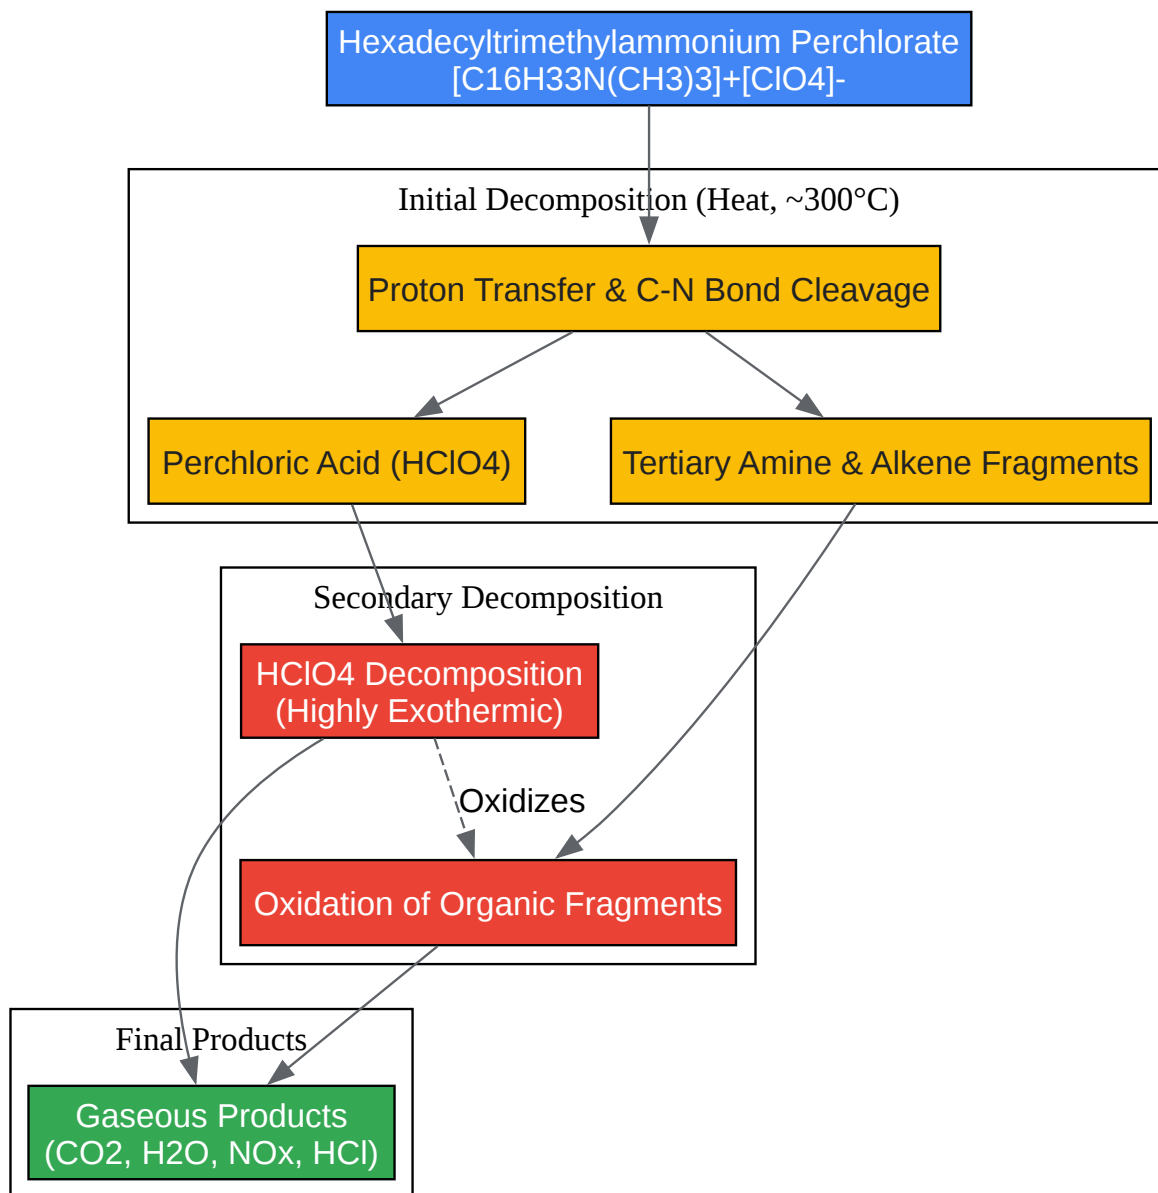 Hexadecyltrimethylammonium Perchlorate
[C16H33N(CH3)3]+[ClO4]-
Initial Decomposition (Heat, ~300°C)
Proton Transfer & C-N Bond Cleavage
Perchloric Acid (HClO4)
Tertiary Amine & Alkene Fragments
Secondary Decomposition
HClO4 Decomposition
(Highly Exothermic)
Oxidizes
Oxidation of Organic Fragments
Final Products
Gaseous Products
(CO2, H2O, NOx, HCl)